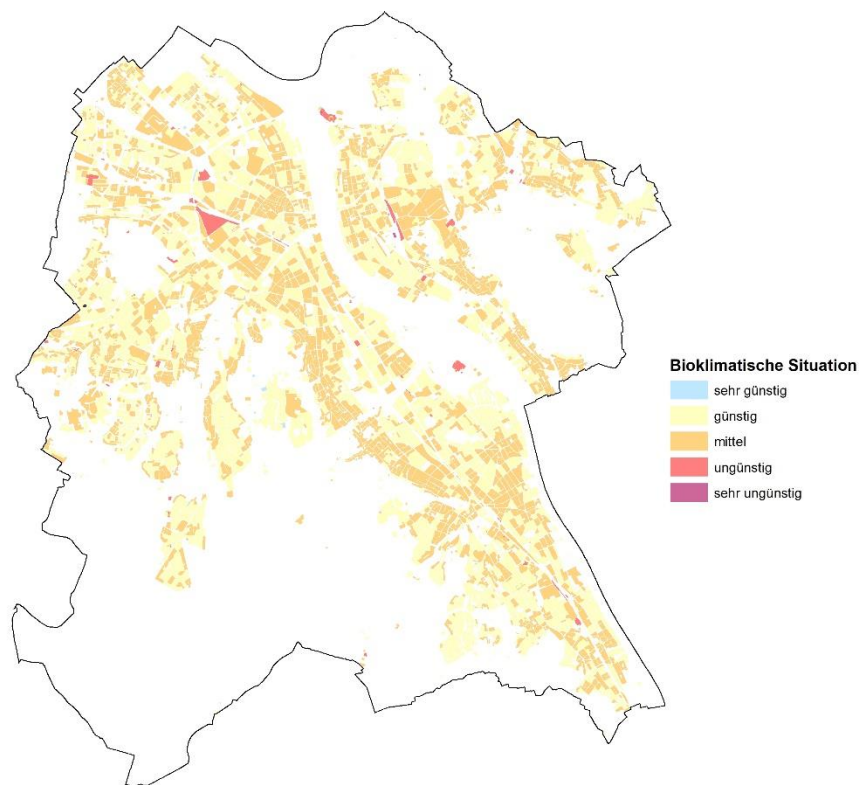 Bioklimatische Situation
sehr günstig
günstig
mittel
ungünstig
sehr ungünstig